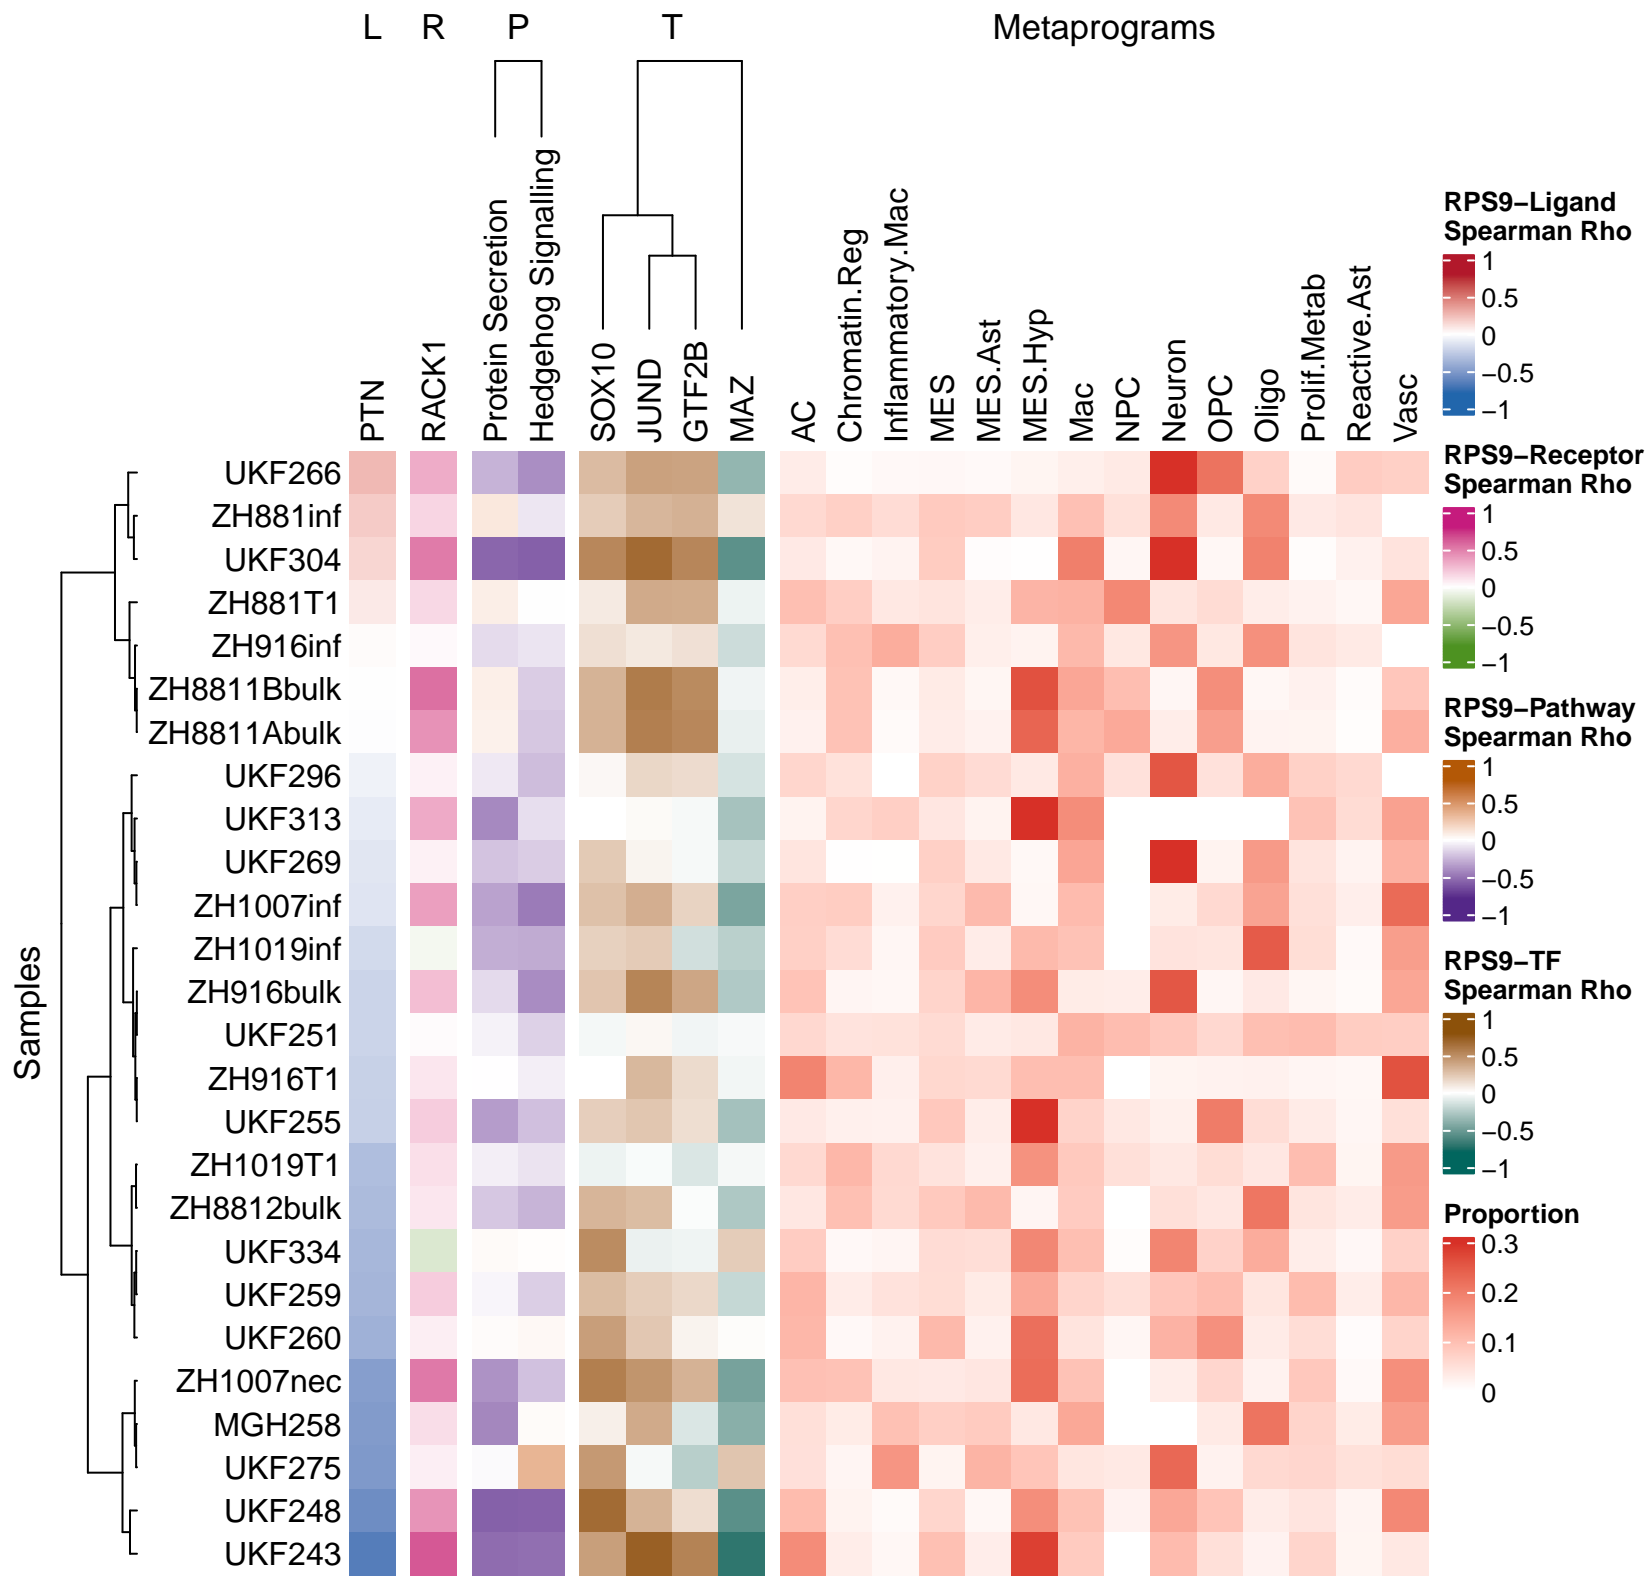 L R P T Metaprograms
PTN
RACK1
Protein Secretion
Hedgehog Signalling
SOX10
JUND
GTF2B
MAZ
AC
Chromatin.Reg
Inflammatory.Mac
MES
MES.Ast
MES.Hyp
Mac
NPC
Neuron
OPC
Oligo
Prolif.Metab
Reactive.Ast
Vasc
Samples
UKF266
ZH881inf
UKF304
ZH881T1
ZH916inf
ZH8811Bbulk
ZH8811Abulk
UKF296
UKF313
UKF269
ZH1007inf
ZH1019inf
ZH916bulk
UKF251
ZH916T1
UKF255
ZH1019T1
ZH8812bulk
UKF334
UKF259
UKF260
ZH1007nec
MGH258
UKF275
UKF248
UKF243
RPS9−Ligand
Spearman Rho
1
0.5
0
−0.5
−1
RPS9−Receptor
Spearman Rho
1
0.5
0
−0.5
−1
RPS9−Pathway
Spearman Rho
1
0.5
0
−0.5
−1
RPS9−TF
Spearman Rho
1
0.5
0
−0.5
−1
Proportion
0.3
0.2
0.1
0